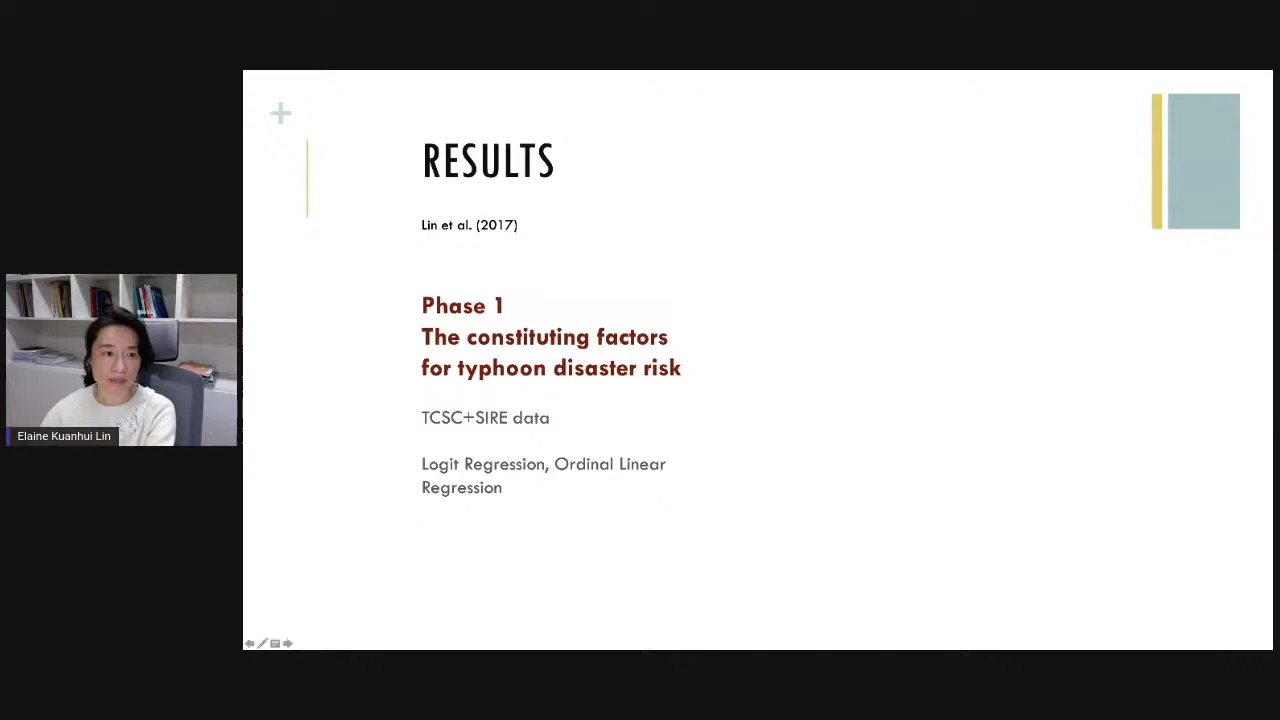 RESULTS
Lin et al. (2017)
Phase 1
The constituting factors
for typhoon disaster risk
TCSC+SIRE data
Logit Regression, Ordinal Linear
Regression
Elaine Kuanhui Lin